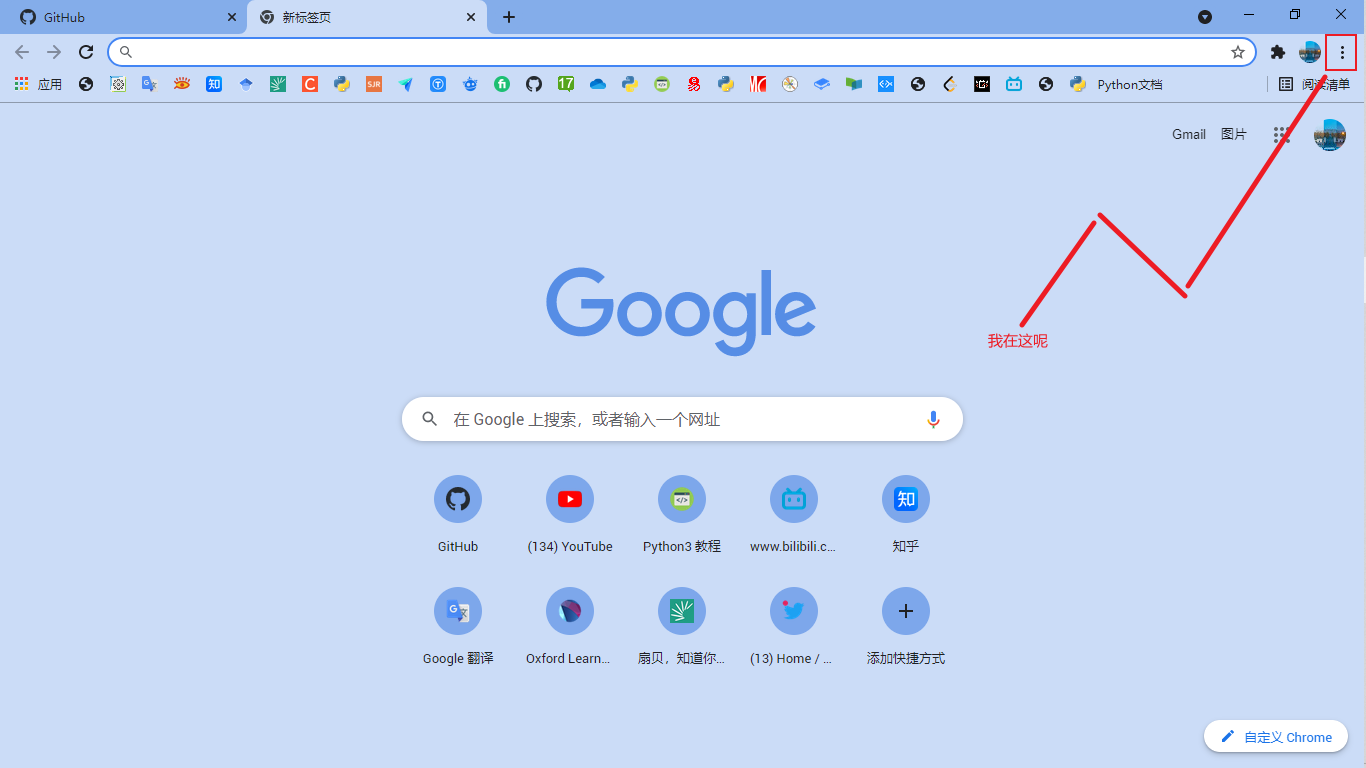 GitHub
新标签页
应用
知
C
17
SJR
Python文档
阅读清单
Gmail
图片
Google
我在这呢
在 Google 上搜索，或者输入一个网址
知
GitHub
(134) YouTube
Python3 教程
www.bilibili.c...
知乎
Google 翻译
Oxford Learn...
扇贝，知道你...
(13) Home / ...
添加快捷方式
自定义 Chrome